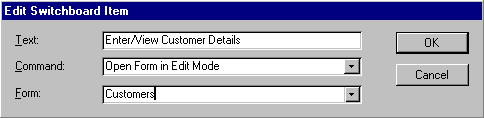 Edit Switchboard Item
Text: Enter/View Customer Details OK
Command: Open Form in Edit Mode Cancel
Form: Customers